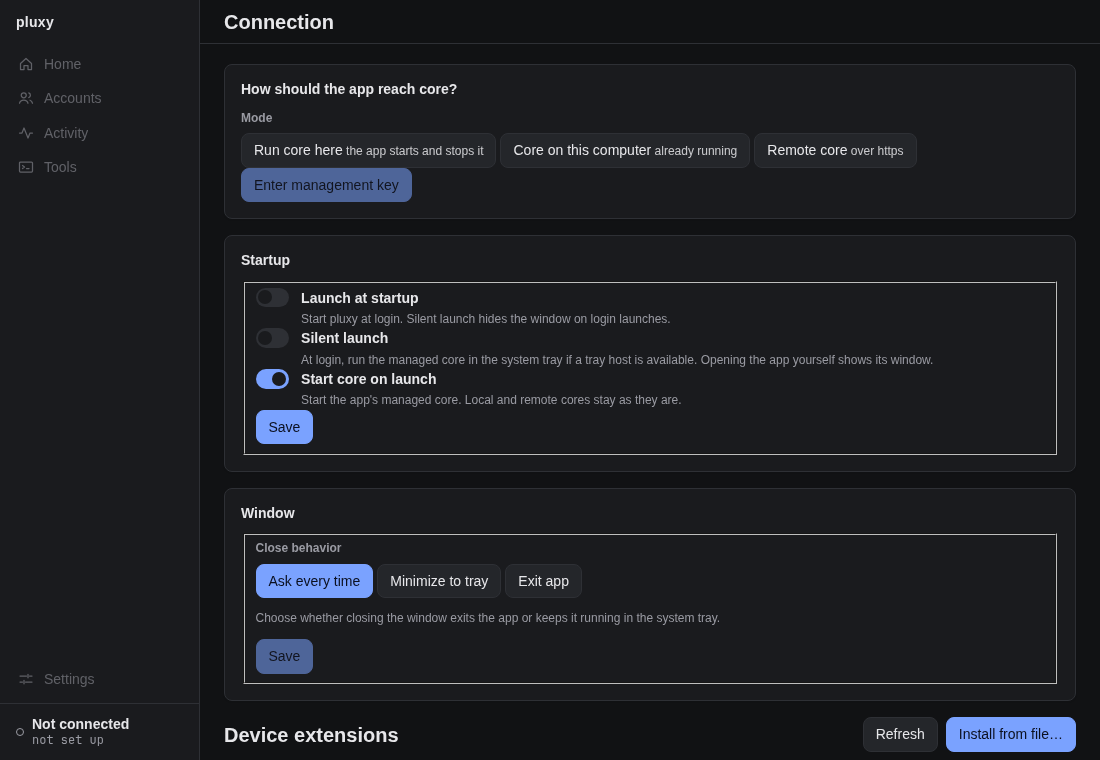 pluxy
Home
Accounts
Activity
Tools
Settings
Not connected
not set up
Connection
How should the app reach core?
Mode
Run core here the app starts and stops it
Core on this computer already running
Remote core over https
Enter management key
Startup
Launch at startup
Start pluxy at login. Silent launch hides the window on login launches.
Silent launch
At login, run the managed core in the system tray if a tray host is available. Opening the app yourself shows its window.
Start core on launch
Start the app's managed core. Local and remote cores stay as they are.
Save
Window
Close behavior
Ask every time
Minimize to tray
Exit app
Choose whether closing the window exits the app or keeps it running in the system tray.
Save
Device extensions
Refresh
Install from file…